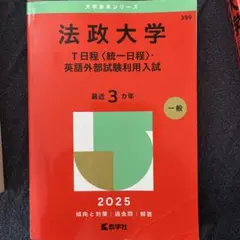 大学赤本シリーズ
399
法政大学
T日程〈統一日程〉・
英語外部試験利用入試
最近3カ年
一般
2025
傾向と対策｜過去問｜解答
教学社